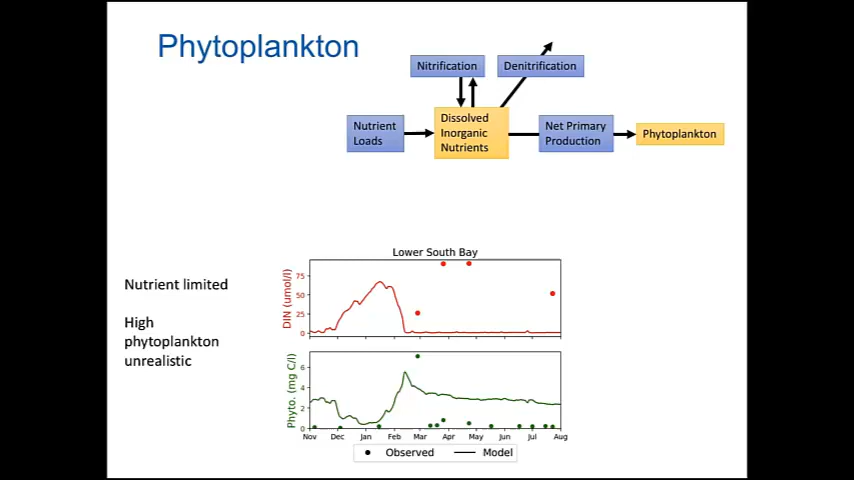 Phytoplankton
Nitrification
Denitrification
Nutrient
Loads
Dissolved
Inorganic
Nutrients
Net Primary
Production
Phytoplankton
Nutrient limited
High
phytoplankton
unrealistic
Lower South Bay
DIN (umol/l)
75
50
25
0
Phyto. (mg C/l)
6
4
2
0
Nov Dec Jan Feb Mar Apr May Jun Jul Aug
Observed Model